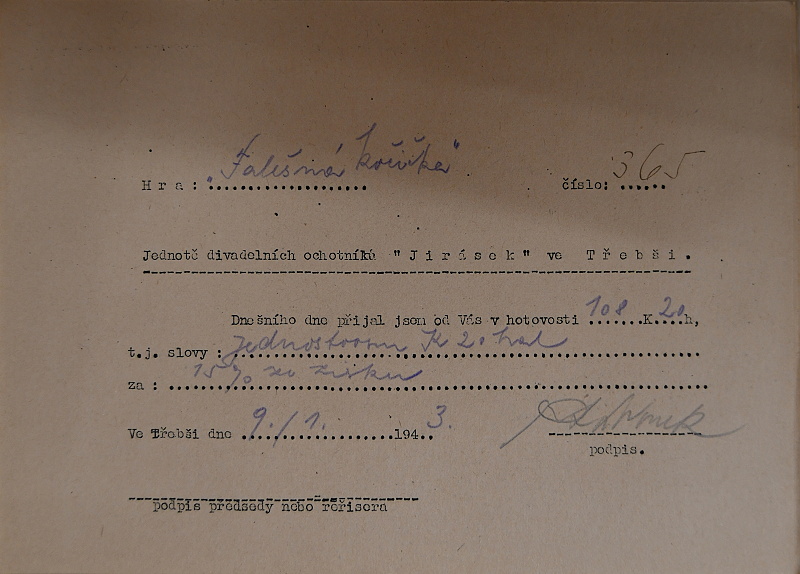 Hra: „Falešná kočička" číslo: 365
Jednotě divadelních ochotníků "Jirásek" ve Třebši.
Dnešního dne přijal jsem od Vás v hotovosti 108 K 20 h,
t.j. slovy: jednostoosm K 20 hal
za: 15% ze zisku
Ve Třebši dne 9./1. 1943.
podpis.
podpis předsedy nebo režisera